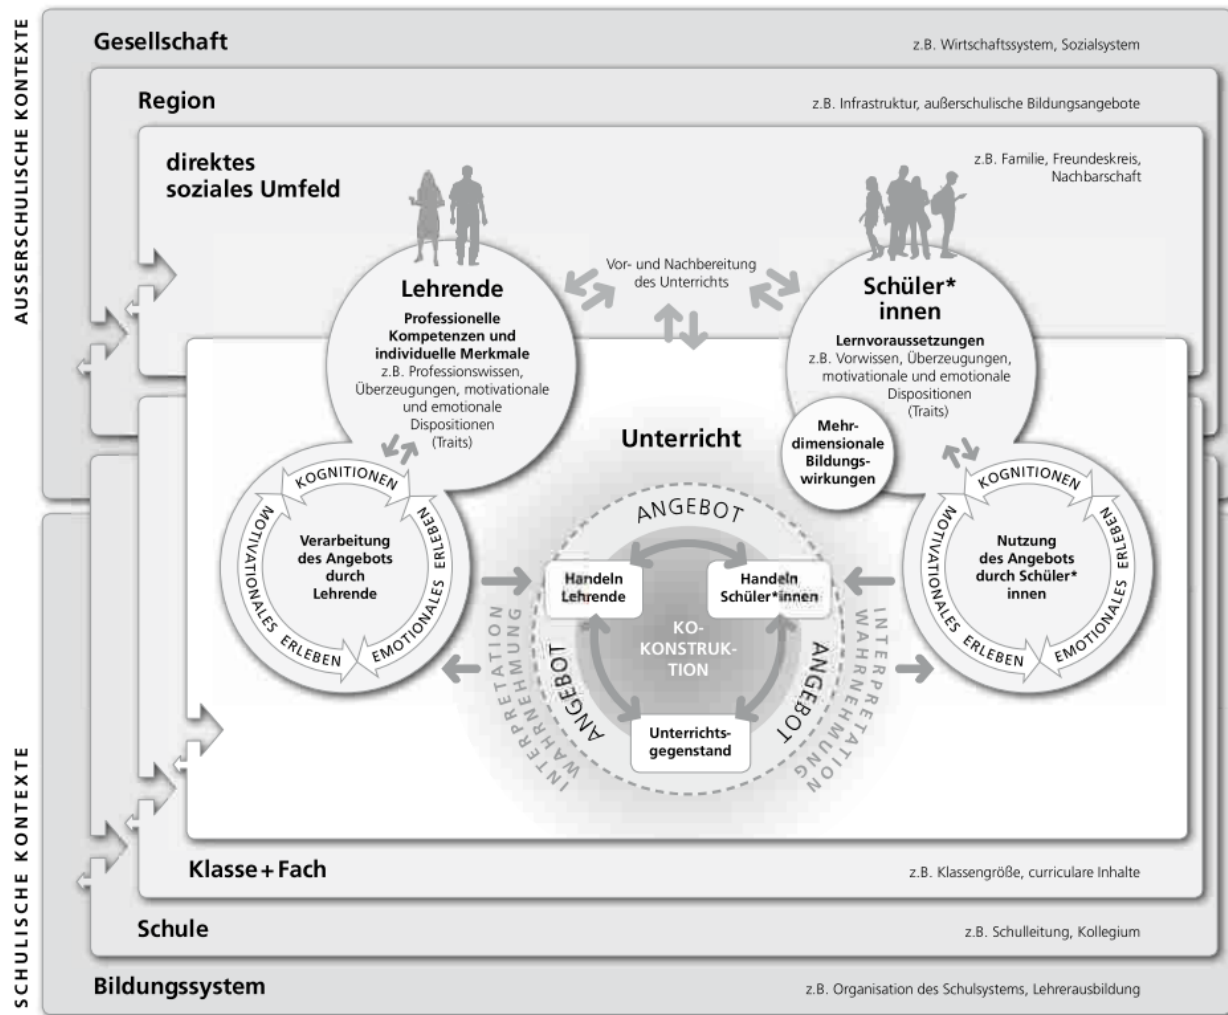 AUSSERSCHULISCHE KONTEXTE
Gesellschaft
z.B. Wirtschaftssystem, Sozialsystem
Region
z.B. Infrastruktur, außerschulische Bildungsangebote
direktes
soziales Umfeld
z.B. Familie, Freundeskreis,
Nachbarschaft
Lehrende
Professionelle
Kompetenzen und
individuelle Merkmale
z.B. Professionswissen,
Überzeugungen, motivationale
und emotionale
Dispositionen
(Traits)
Vor- und Nachbereitung
des Unterrichts
Schüler*
innen
Lernvoraussetzungen
z.B. Vorwissen, Überzeugungen,
motivationale und emotionale
Dispositionen
(Traits)
Mehr-
dimensionale
Bildungs-
wirkungen
Unterricht
KOGNITIONEN
EMOTIONALES ERLEBEN
MOTIVATIONALES ERLEBEN
Verarbeitung
des Angebots
durch
Lehrende
INTERPRETATION
WAHRNEHMUNG
ANGEBOT
Handeln
Lehrende
Handeln
Schüler*innen
KO-
KONSTRUK-
TION
ANGEBOT
ANGEBOT
Unterrichts-
gegenstand
INTERPRETATION
WAHRNEHMUNG
KOGNITIONEN
EMOTIONALES ERLEBEN
MOTIVATIONALES ERLEBEN
Nutzung
des Angebots
durch Schüler*
innen
SCHULISCHE KONTEXTE
Klasse+Fach
z.B. Klassengröße, curriculare Inhalte
Schule
z.B. Schulleitung, Kollegium
Bildungssystem
z.B. Organisation des Schulsystems, Lehrerausbildung